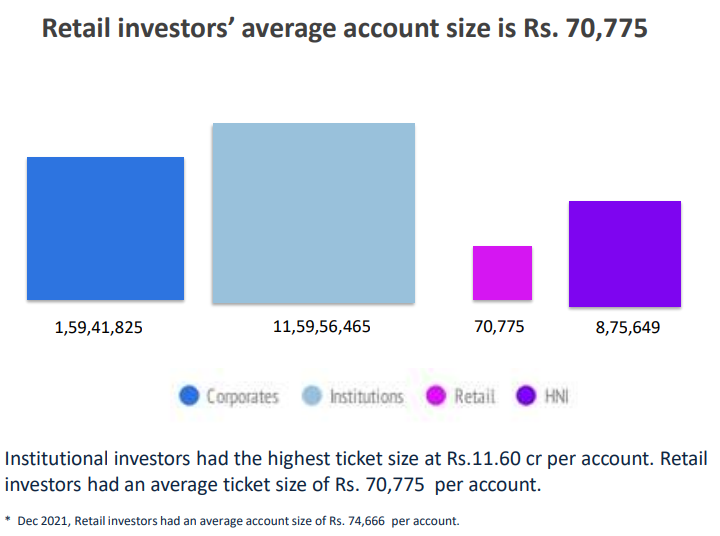 Retail investors’ average account size is Rs. 70,775
1,59,41,825 11,59,56,465 70,775 8,75,649
Corporates Institutions Retail HNI
Institutional investors had the highest ticket size at Rs.11.60 cr per account. Retail
investors had an average ticket size of Rs. 70,775 per account.
* Dec 2021, Retail investors had an average account size of Rs. 74,666 per account.